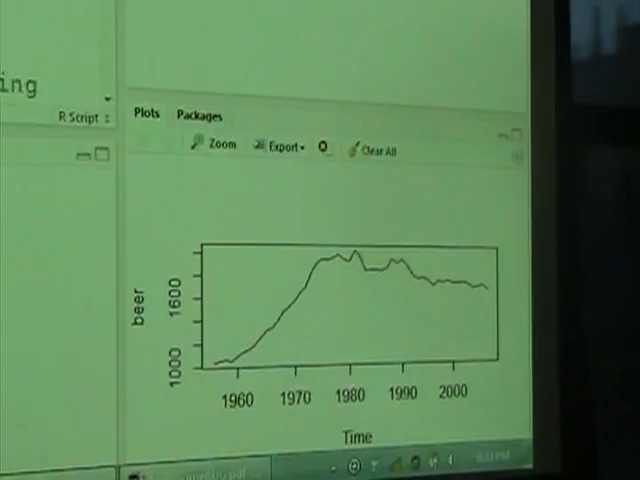 ing
R Script
Plots Packages
Zoom Export Clear All
beer
1000 1600
1960 1970 1980 1990 2000
Time